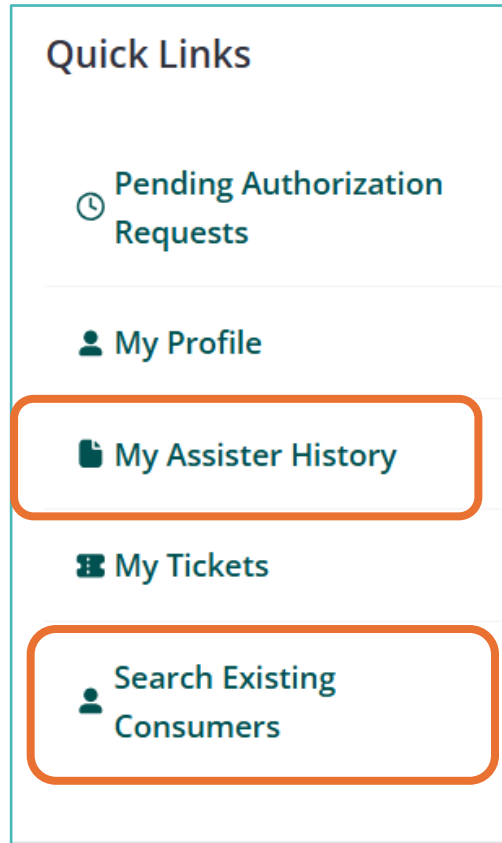 Quick Links
Pending Authorization
Requests
My Profile
My Assister History
My Tickets
Search Existing
Consumers